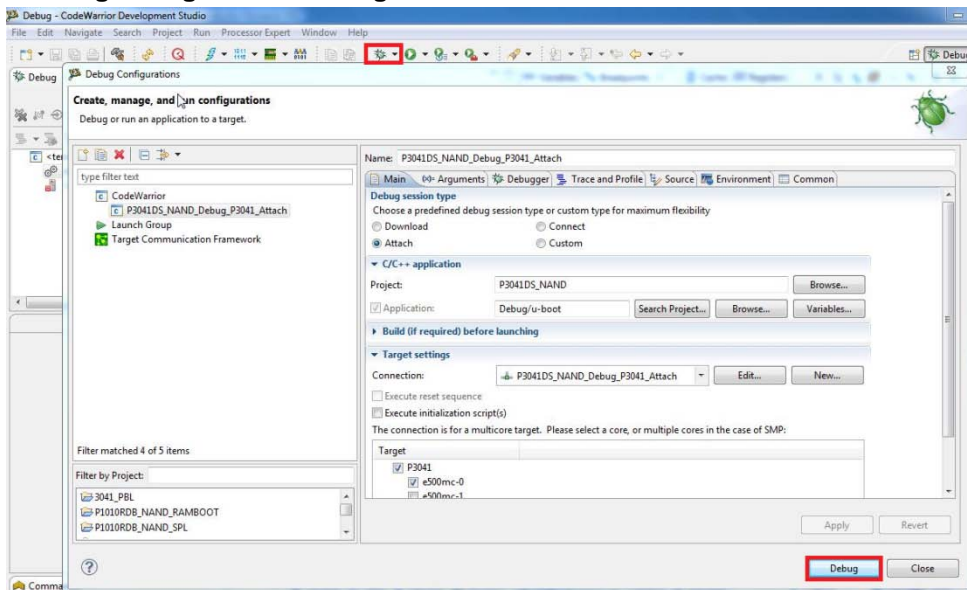 Debug - CodeWarrior Development Studio
File Edit Navigate Search Project Run Processor Expert Window Help
Debug
Debug Configurations
Create, manage, and run configurations
Debug or run an application to a target.
type filter text
CodeWarrior
P3041DS_NAND_Debug_P3041_Attach
Launch Group
Target Communication Framework
Filter matched 4 of 5 items
Filter by Project:
3041_PBL
P1010RDB_NAND_RAMBOOT
P1010RDB_NAND_SPL
Name: P3041DS_NAND_Debug_P3041_Attach
Main Arguments Debugger Trace and Profile Source Environment Common
Debug session type
Choose a predefined debug session type or custom type for maximum flexibility
Download Connect
Attach Custom
C/C++ application
Project: P3041DS_NAND Browse...
Application: Debug/u-boot Search Project... Browse... Variables...
Build (if required) before launching
Target settings
Connection: P3041DS_NAND_Debug_P3041_Attach Edit... New...
Execute reset sequence
Execute initialization script(s)
The connection is for a multicore target. Please select a core, or multiple cores in the case of SMP:
Target
P3041
e500mc-0
e500mc-1
Apply Revert
Debug Close